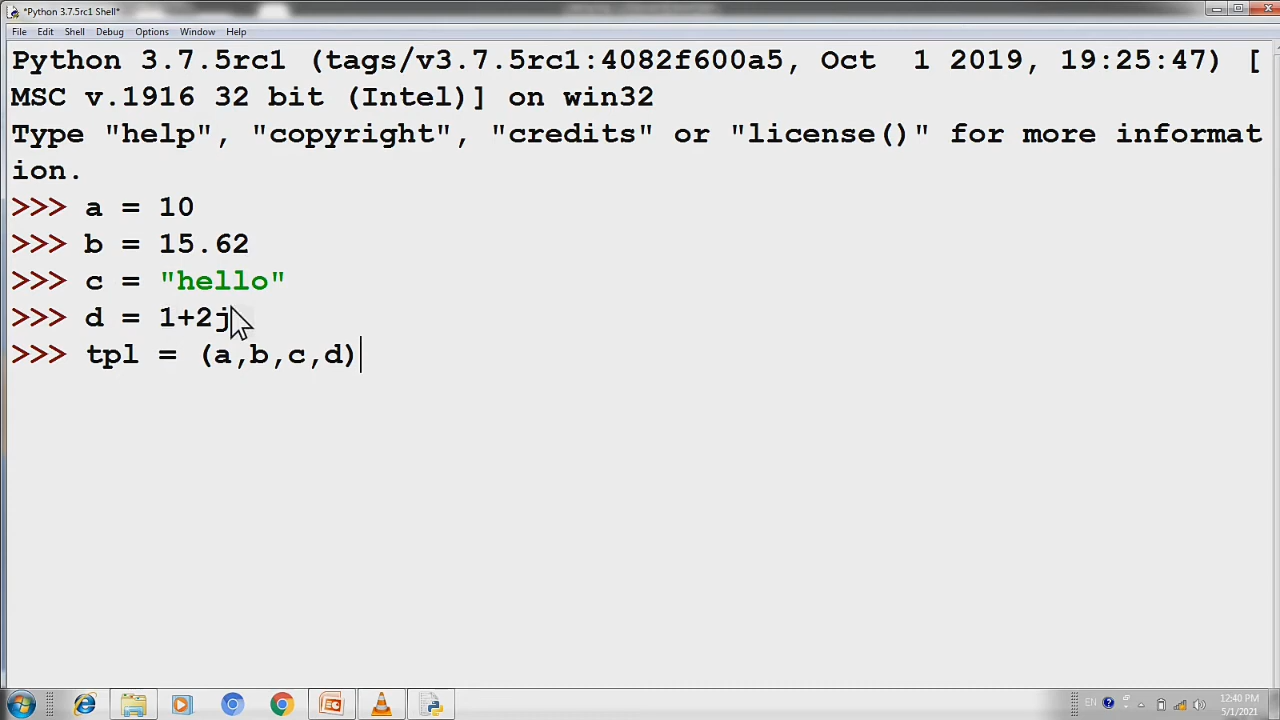 *Python 3.7.5rc1 Shell*
File Edit Shell Debug Options Window Help
Python 3.7.5rc1 (tags/v3.7.5rc1:4082f600a5, Oct  1 2019, 19:25:47) [
MSC v.1916 32 bit (Intel)] on win32
Type "help", "copyright", "credits" or "license()" for more informat
ion.
>>> a = 10
>>> b = 15.62
>>> c = "hello"
>>> d = 1+2j
>>> tpl = (a,b,c,d)
EN 12:40 PM
5/1/2021